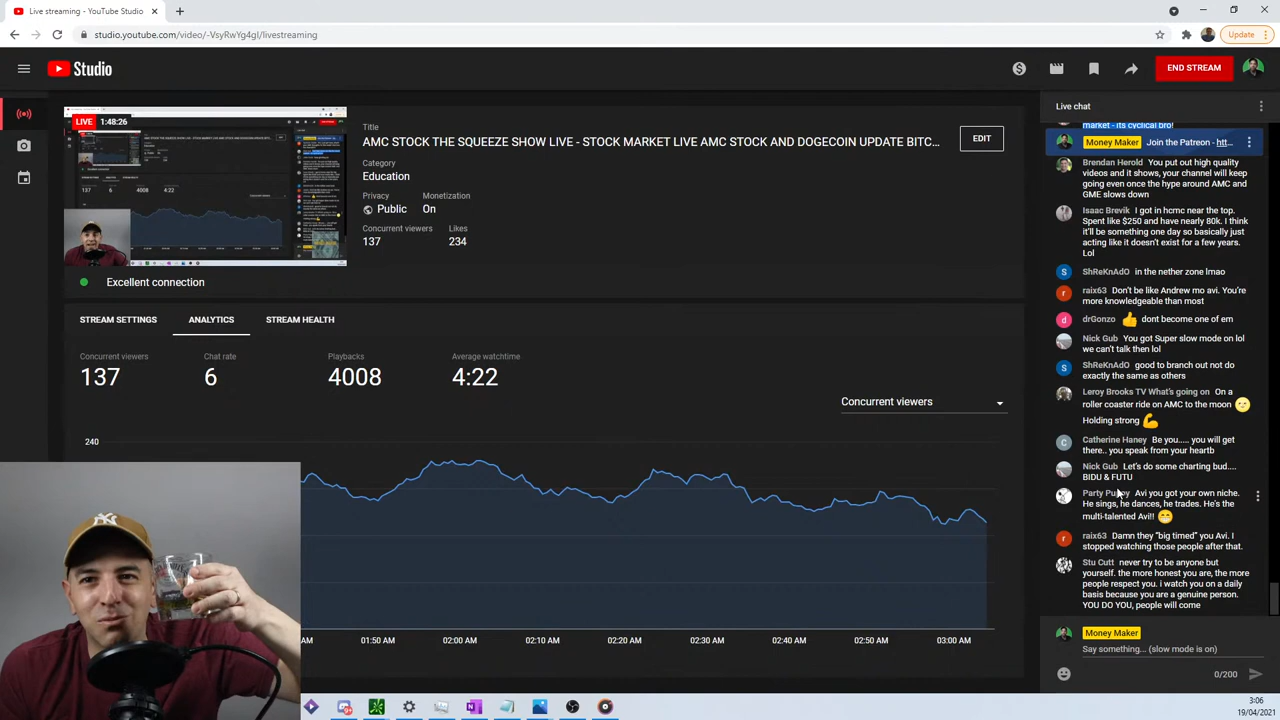 Live streaming - YouTube Studio
studio.youtube.com/video/-VsyRwYg4gI/livestreaming
Update
Studio
END STREAM
LIVE 1:48:26
Title
AMC STOCK THE SQUEEZE SHOW LIVE - STOCK MARKET LIVE AMC STOCK AND DOGECOIN UPDATE BITC...
EDIT
Category
Education
Privacy
Monetization
Public
On
Concurrent viewers
Likes
137
234
Excellent connection
STREAM SETTINGS
ANALYTICS
STREAM HEALTH
Concurrent viewers
Chat rate
Playbacks
Average watchtime
137
6
4008
4:22
Concurrent viewers
240
AM
01:50 AM
02:00 AM
02:10 AM
02:20 AM
02:30 AM
02:40 AM
02:50 AM
03:00 AM
Live chat
market - its cyclical bro!
Money Maker Join the Patreon - htt...
Brendan Herold You put out high quality
videos and it shows, your channel will keep
going even once the hype around AMC and
GME slows down
Isaac Brevik I got in hcmc near the top.
Spent like $250 and have nearly 80k. I think
it'll be something one day so basically just
acting like it doesn't exist for a few years.
Lol
ShReKnAdO in the nether zone lmao
raix63 Don't be like Andrew mo avi. You're
more knowledgeable than most
drGonzo 👍 dont become one of em
Nick Gub You got Super slow mode on lol
we can't talk then lol
ShReKnAdO good to branch out not do
exactly the same as others
Leroy Brooks TV What's going on On a
roller coaster ride on AMC to the moon 🌝
Holding strong 💪
Catherine Haney Be you..... you will get
there.. you speak from your heartb
Nick Gub Let's do some charting bud....
BIDU & FUTU
Party Avi you got your own niche.
He sings, he dances, he trades. He's the
multi-talented Avi!! 😁
raix63 Damn they "big timed" you Avi. I
stopped watching those people after that.
Stu Cutt never try to be anyone but
yourself. the more honest you are, the more
people respect you. i watch you on a daily
basis because you are a genuine person.
YOU DO YOU, people will come
Money Maker
Say something... (slow mode is on)
0/200
3:06
19/04/2021